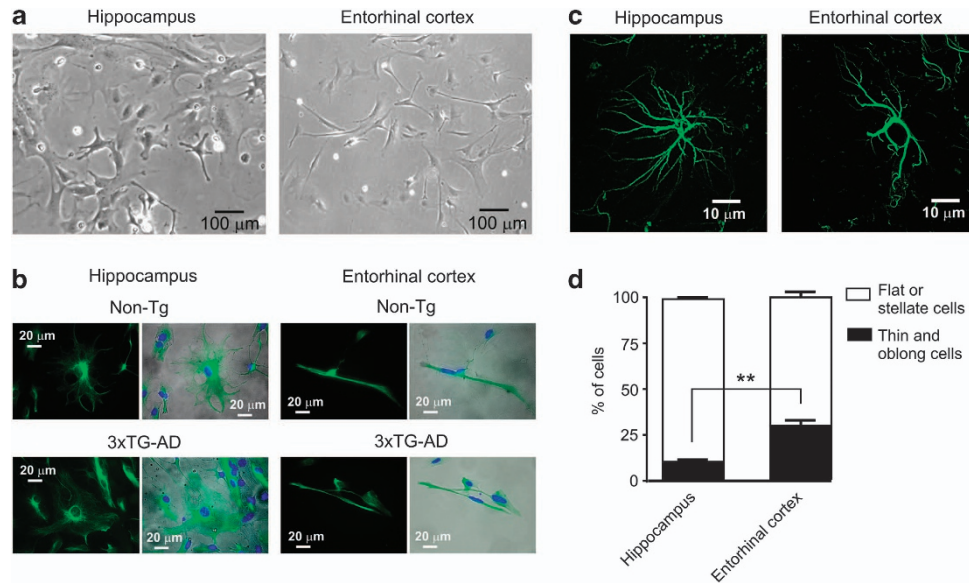 a
Hippocampus
Entorhinal cortex
100 μm
100 μm
b
Hippocampus
Entorhinal cortex
Non-Tg
Non-Tg
20 μm
20 μm
20 μm
20 μm
3xTG-AD
3xTG-AD
20 μm
20 μm
20 μm
20 μm
c
Hippocampus
Entorhinal cortex
10 μm
10 μm
d
100
75
50
25
0
% of cells
**
Hippocampus
Entorhinal cortex
Flat or
stellate cells
Thin and
oblong cells